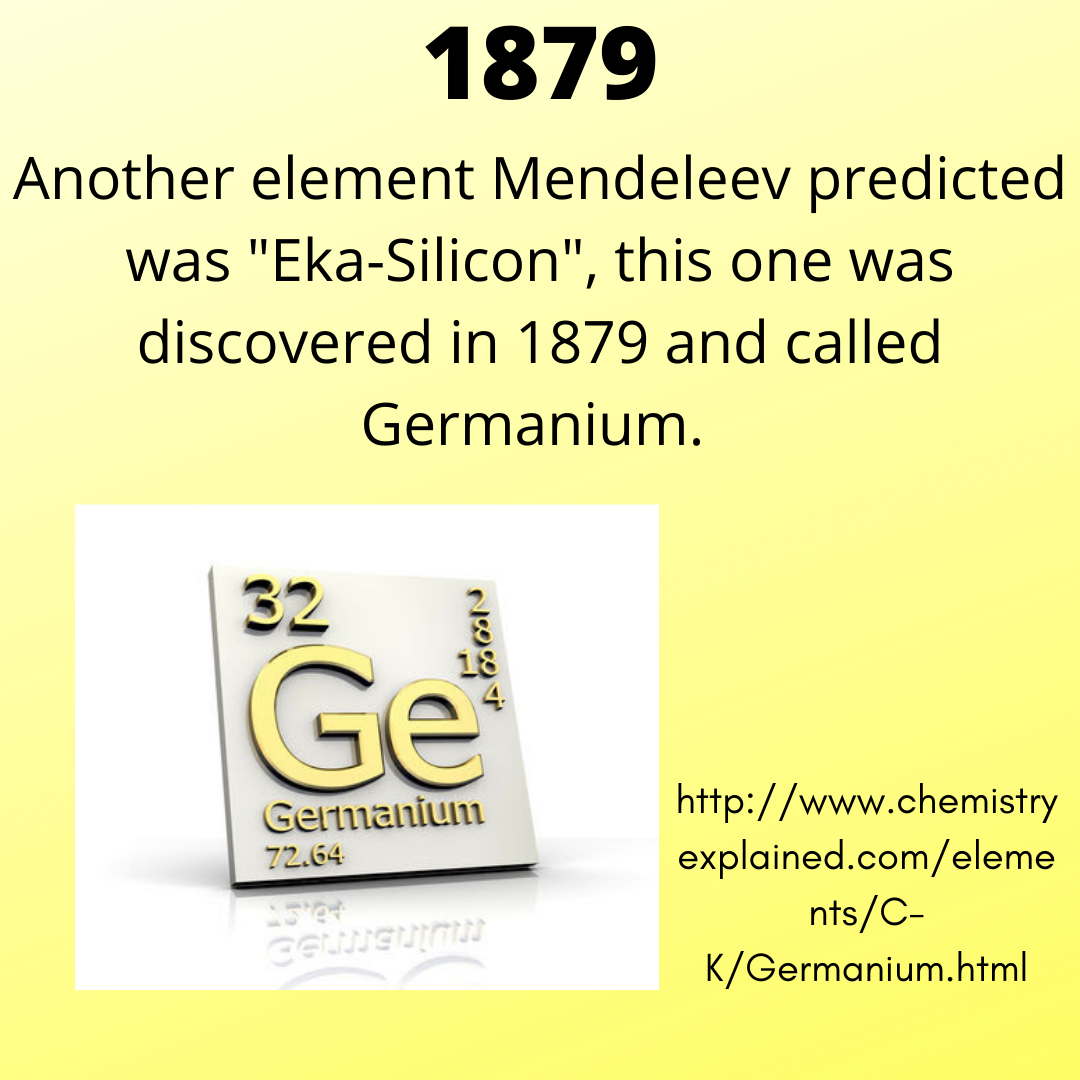 1879
Another element Mendeleev predicted
was "Eka-Silicon", this one was
discovered in 1879 and called
Germanium.
32
2
8
18
4
Ge
Germanium
72.64
http://www.chemistry
explained.com/eleme
nts/C-
K/Germanium.html